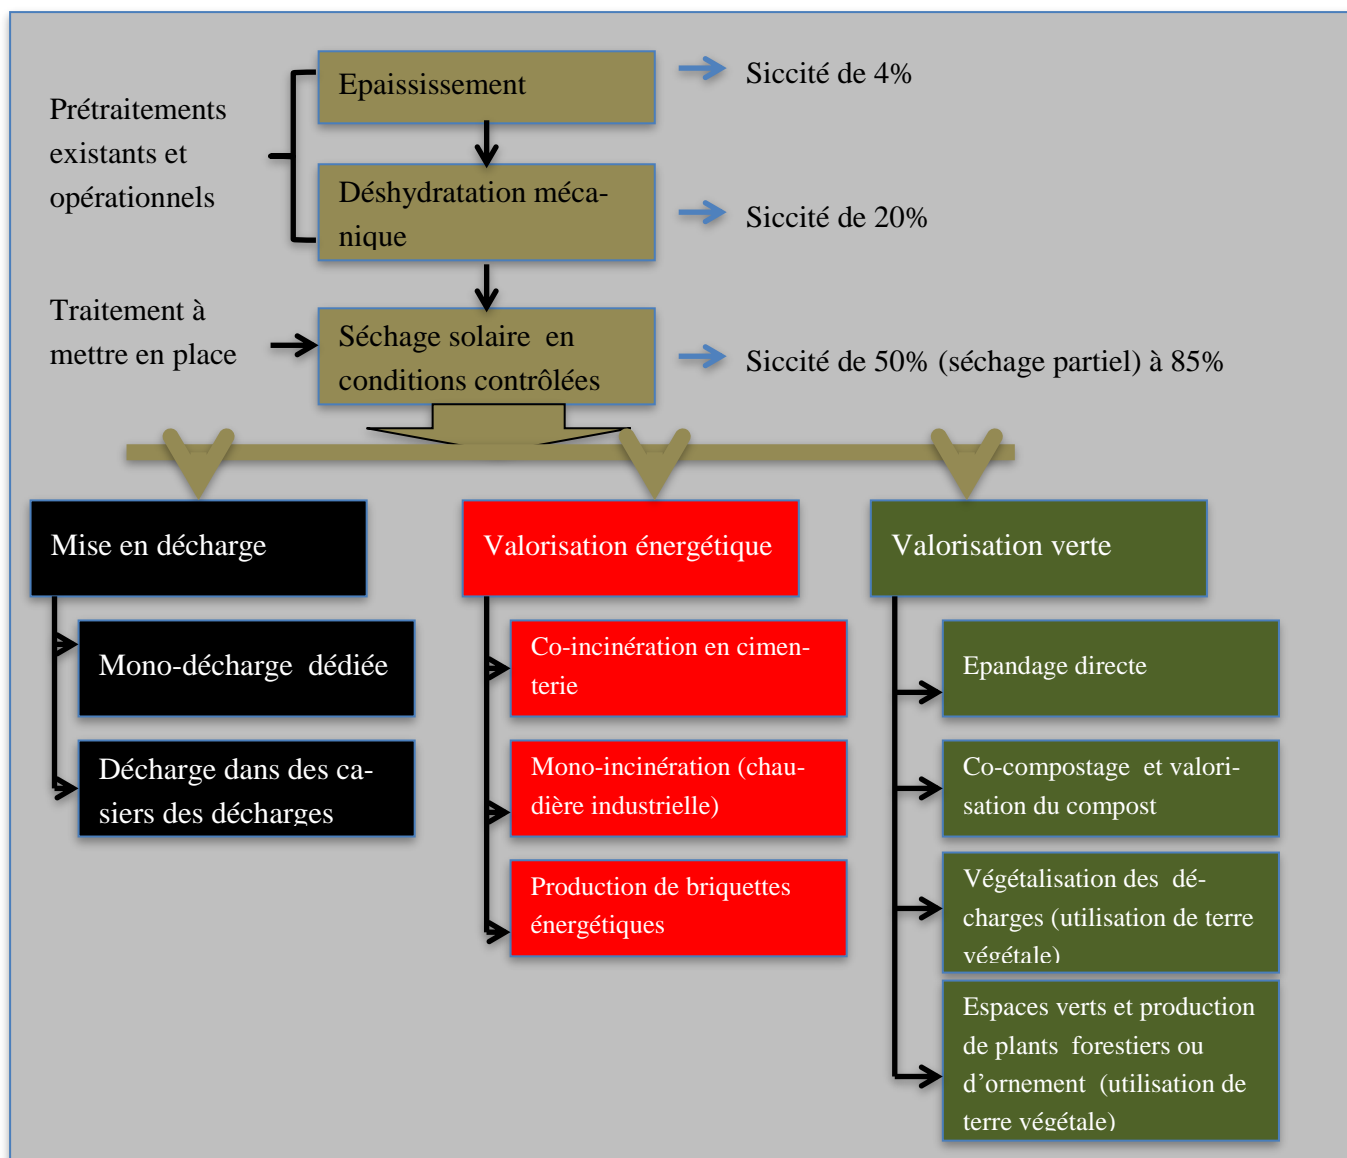 Prétraitements
existants et
opérationnels
Epaississement
Siccité de 4%
Déshydratation méca-
nique
Siccité de 20%
Traitement à
mettre en place
Séchage solaire en
conditions contrôlées
Siccité de 50% (séchage partiel) à 85%
Mise en décharge
Mono-décharge dédiée
Décharge dans des ca-
siers des décharges
Valorisation énergétique
Co-incinération en cimen-
terie
Mono-incinération (chau-
dière industrielle)
Production de briquettes
énergétiques
Valorisation verte
Epandage directe
Co-compostage et valori-
sation du compost
Végétalisation des dé-
charges (utilisation de terre
végétale)
Espaces verts et production
de plants forestiers ou
d’ornement (utilisation de
terre végétale)